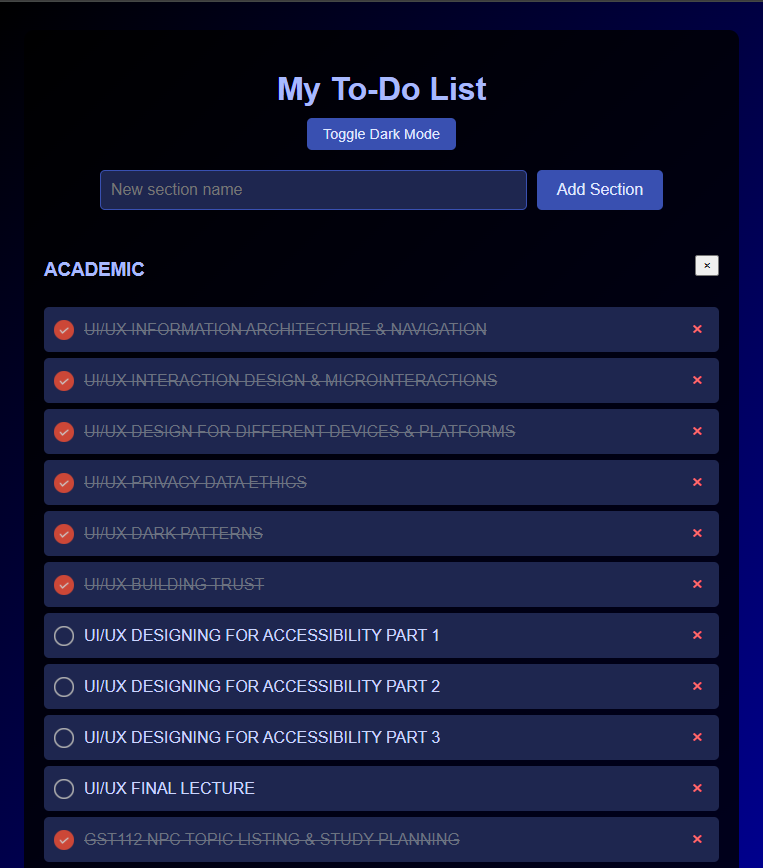 My To-Do List
Toggle Dark Mode
New section name
Add Section
ACADEMIC
×
UI/UX INFORMATION ARCHITECTURE & NAVIGATION
×
UI/UX INTERACTION DESIGN & MICROINTERACTIONS
×
UI/UX DESIGN FOR DIFFERENT DEVICES & PLATFORMS
×
UI/UX PRIVACY DATA ETHICS
×
UI/UX DARK PATTERNS
×
UI/UX BUILDING TRUST
×
UI/UX DESIGNING FOR ACCESSIBILITY PART 1
×
UI/UX DESIGNING FOR ACCESSIBILITY PART 2
×
UI/UX DESIGNING FOR ACCESSIBILITY PART 3
×
UI/UX FINAL LECTURE
×
GST112 NPC TOPIC LISTING & STUDY PLANNING
×